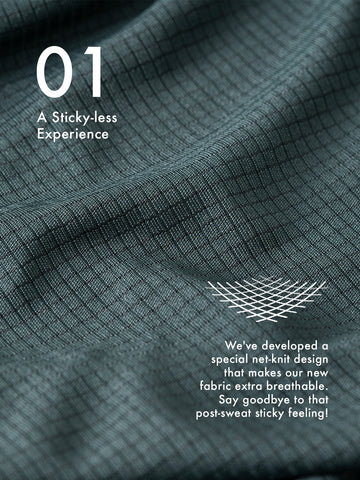 01
A Sticky-less
Experience
We've developed a
special net-knit design
that makes our new
fabric extra breathable.
Say goodbye to that
post-sweat sticky feeling!